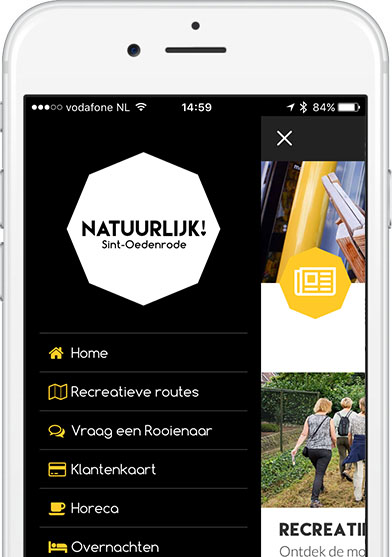 vodafone NL 14:59 84%
NATUURLIJK!
Sint-Oedenrode
Home
Recreatieve routes
Vraag een Rooienaar
Klantenkaart
Horeca
Overnachten
Ontdek de